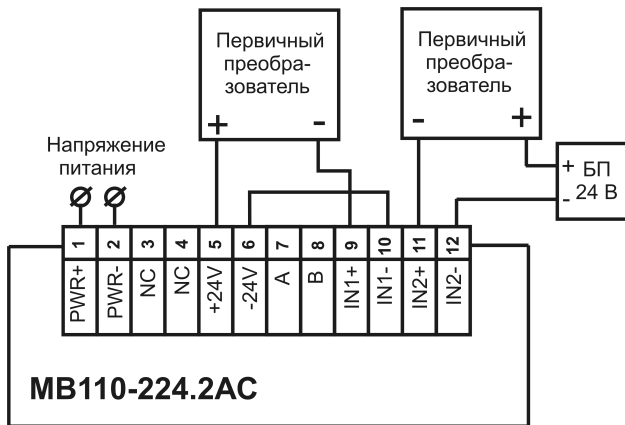 Первичный
преобра-
зователь
+ -
Первичный
преобра-
зователь
- +
Напряжение
питания
+ БП
- 24 В
1 2 3 4 5 6 7 8 9 10 11 12
PWR+ PWR- NC NC +24V -24V A B IN1+ IN1- IN2+ IN2-
МВ110-224.2АС